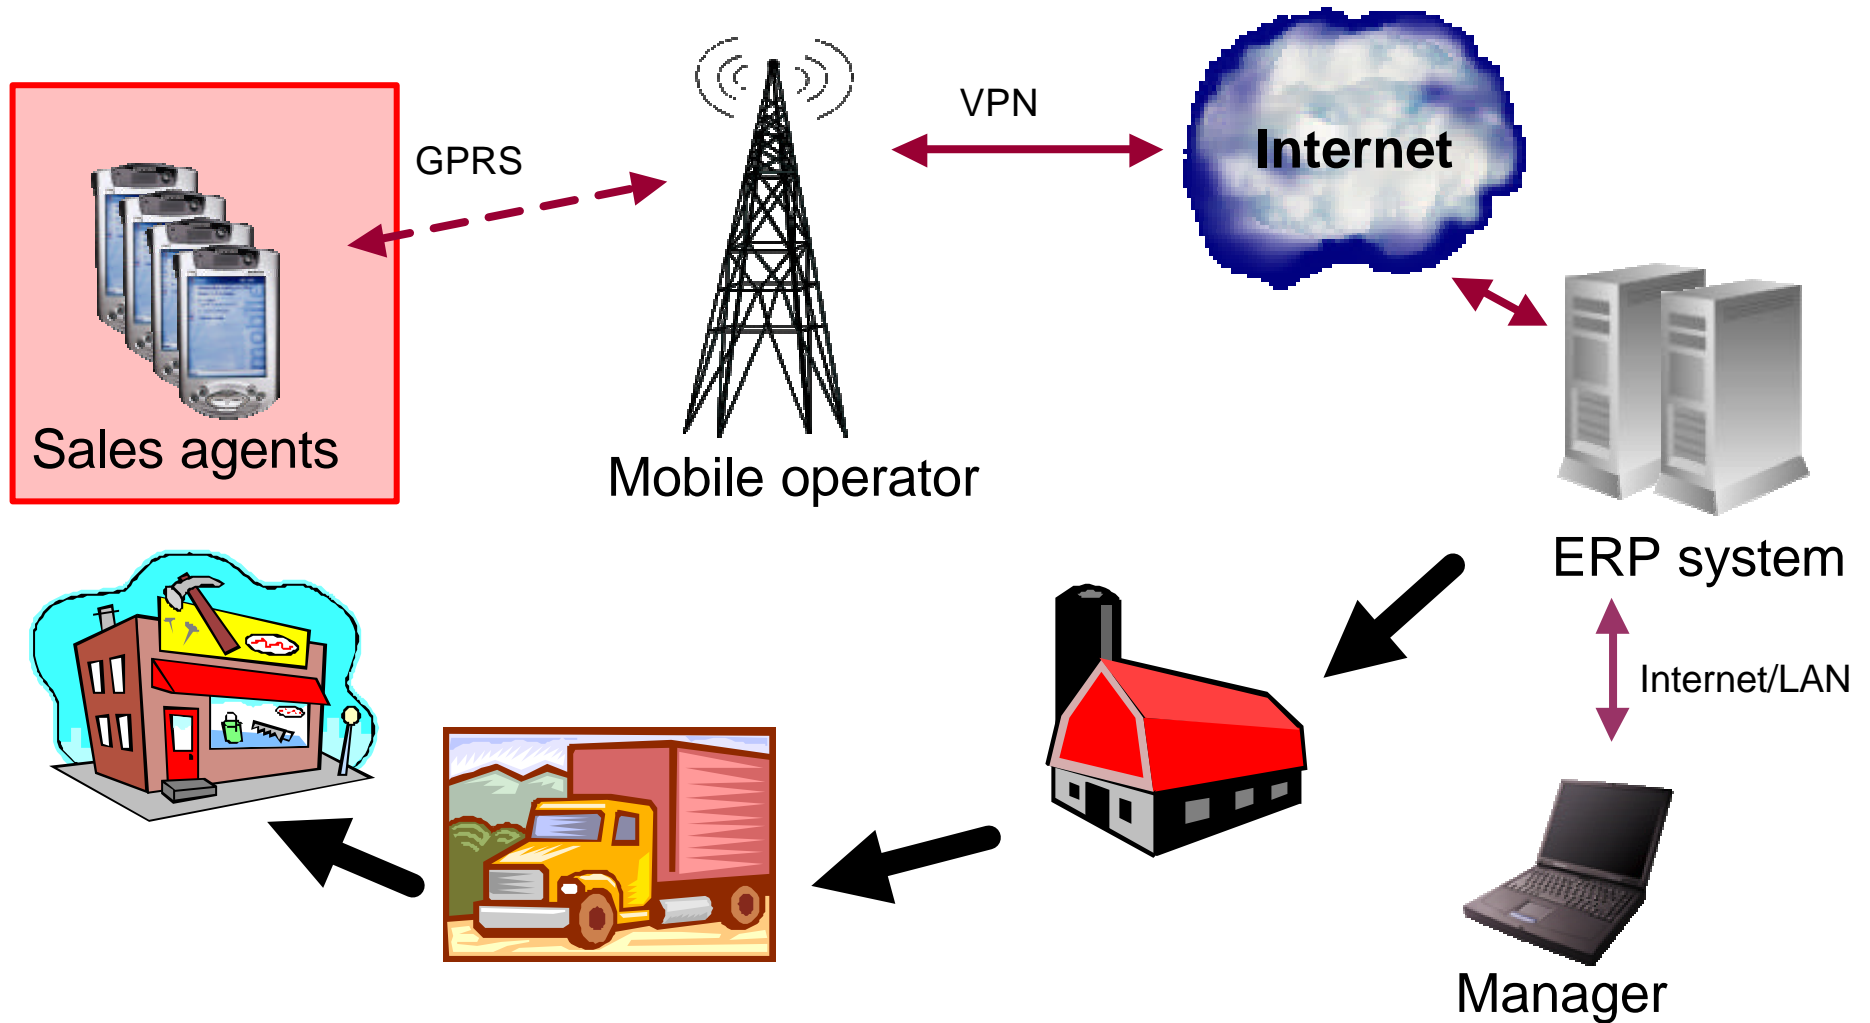 VPN
Internet
GPRS
Sales agents
Mobile operator
ERP system
Internet/LAN
Manager